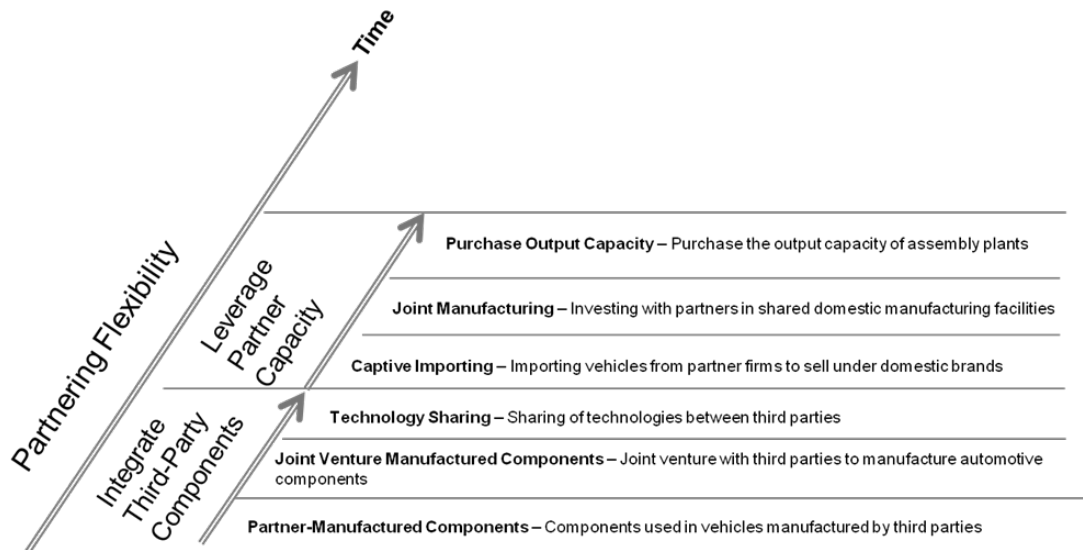 Time
Partnering Flexibility
Leverage
Partner
Capacity
Integrate
Third-Party
Components
Purchase Output Capacity – Purchase the output capacity of assembly plants
Joint Manufacturing – Investing with partners in shared domestic manufacturing facilities
Captive Importing – Importing vehicles from partner firms to sell under domestic brands
Technology Sharing – Sharing of technologies between third parties
Joint Venture Manufactured Components – Joint venture with third parties to manufacture automotive
components
Partner-Manufactured Components – Components used in vehicles manufactured by third parties